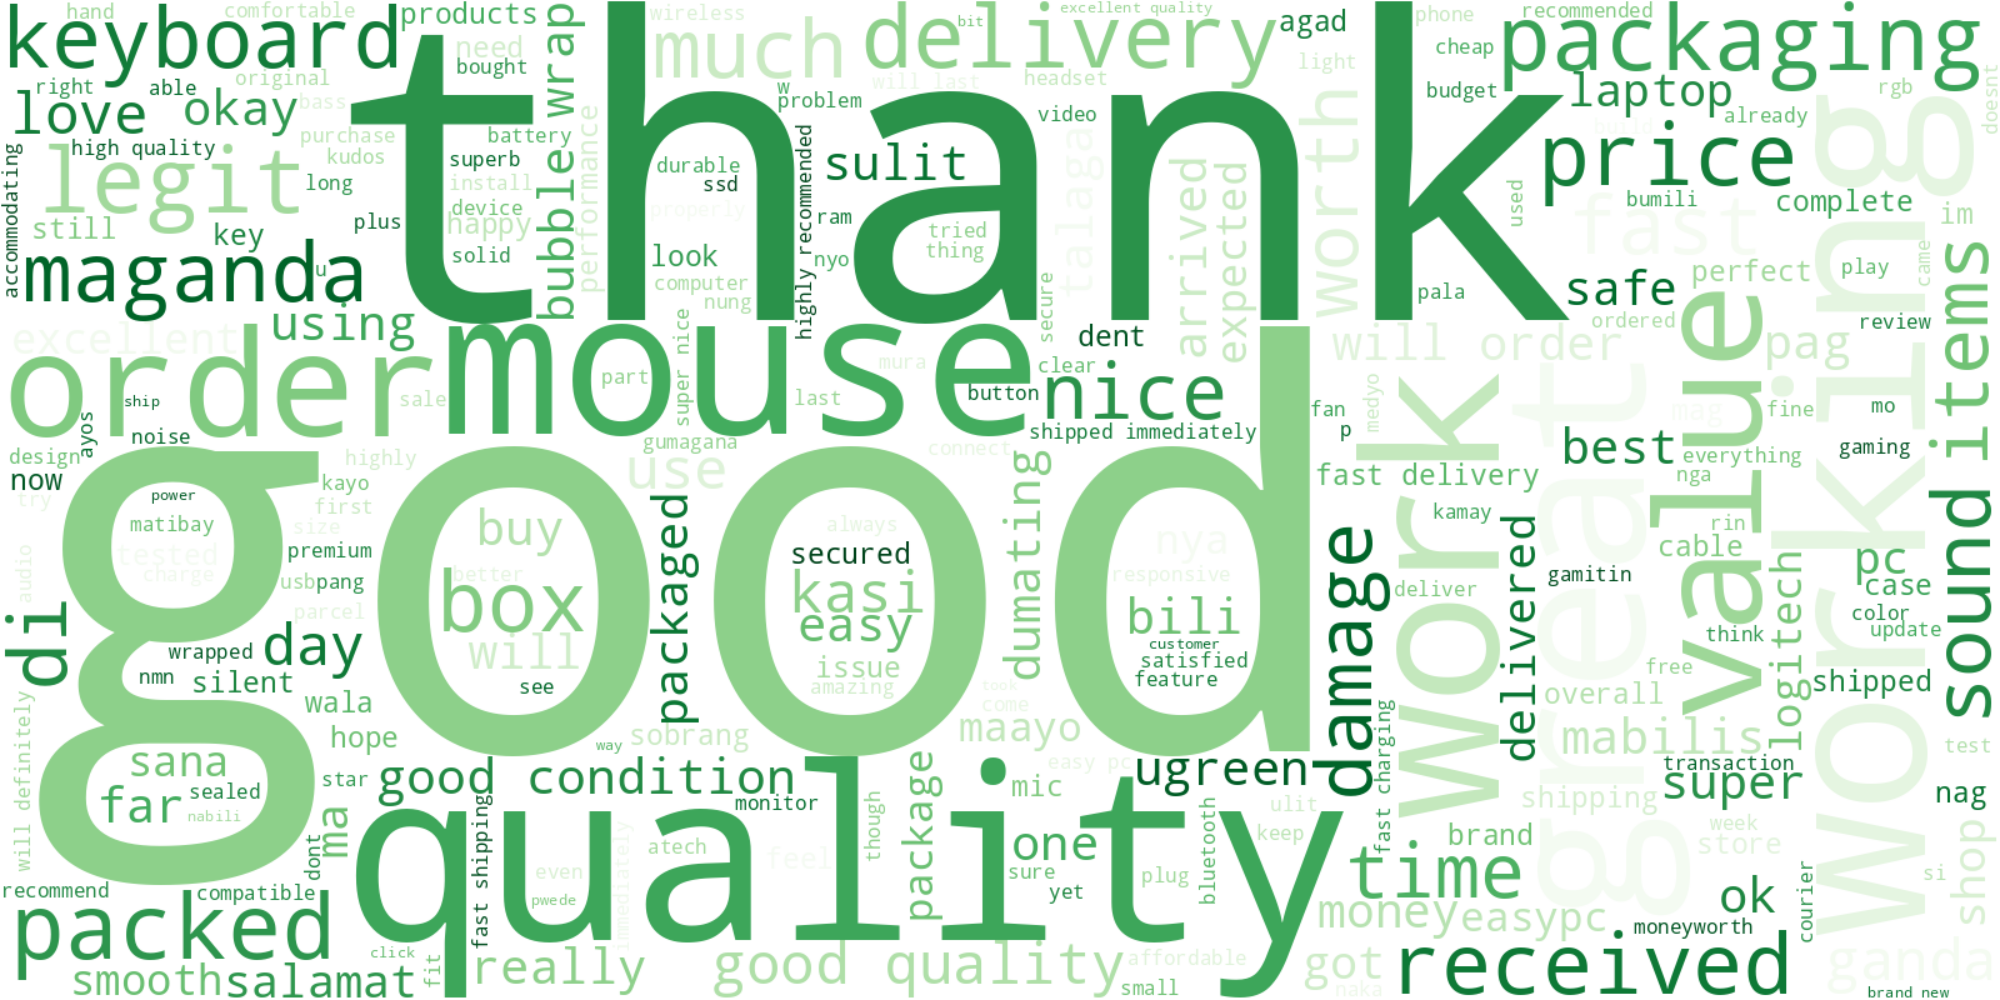 hand
comfortable
products
wireless
excellent quality
bit
agad
phone
recommended
keyboard
thank
need
bubble wrap
much
delivery
cheap
packaging
bought
right
able
original
will last
headset
light
doesnt
love
okay
bass
w
problem
video
budget
laptop
already
rgb
purchase
battery
performance
high quality
kudos
superb
durable
highly recommended
sulit
worth
price
working
accommodating
legit
long
install
ssd
properly
talaga
arrived
expected
used
bumili
complete
im
still
key
plus
device
happy
ram
tried
thing
fast
maganda
u
solid
look
computer
nung
nyo
secure
pala
safe
perfect
play
came
items
using
excellent
order
mouse
super nice
dent
ordered
review
will order
value
pag
part
mura
clear
button
nice
last
sale
ship
ayos
noise
gumagana
shipped immediately
fan
p
medyo
work
great
mag
fine
mo
design
now
highly
good
use
connect
dumating
fast delivery
best
everything
gaming
nga
try
power
kayo
first
matibay
size
packaged
buy
always
secured
nya
kamay
delivered
rin
cable
sound
tested
charge
premium
usb
pang
better
box
kasi
easy
responsive
bili
damage
deliver
gamitin
logitech
pc
case
audio
di
parcel
day
will
customer
satisfied
feature
color
update
think
wrapped
nmn
silent
see
issue
amazing
took
come
free
overall
shipped
will definitely
wala
hope
way
sobrang
maayo
fast charging
mabilis
test
sana
far
sealed
nabili
star
good condition
package
easy pc
mic
ugreen
transaction
super
nag
monitor
ma
quality
though
bluetooth
ulit
shipping
dont
fast shipping
immediately
even
atech
feel
one
keep
brand
week
store
shop
recommend
compatible
pwede
sure
yet
plug
time
si
packed
money
easypc
ok
courier
moneyworth
click
smooth
salamat
fit
really
good quality
affordable
small
got
naka
received
ganda
brand new